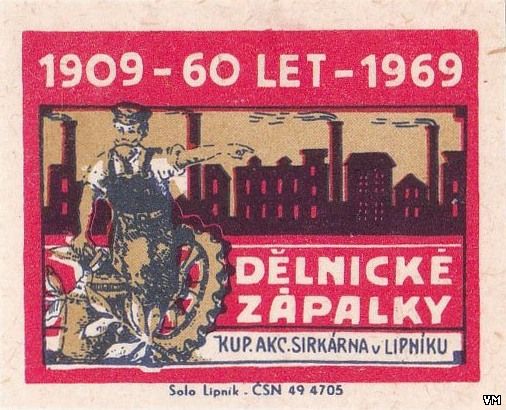 1909 - 60 LET - 1969
DĚLNICKÉ
ZÁPALKY
KUP. AKC. SIRKÁRNA v LIPNÍKU
Solo Lipník - ČSN 49 4705
VM